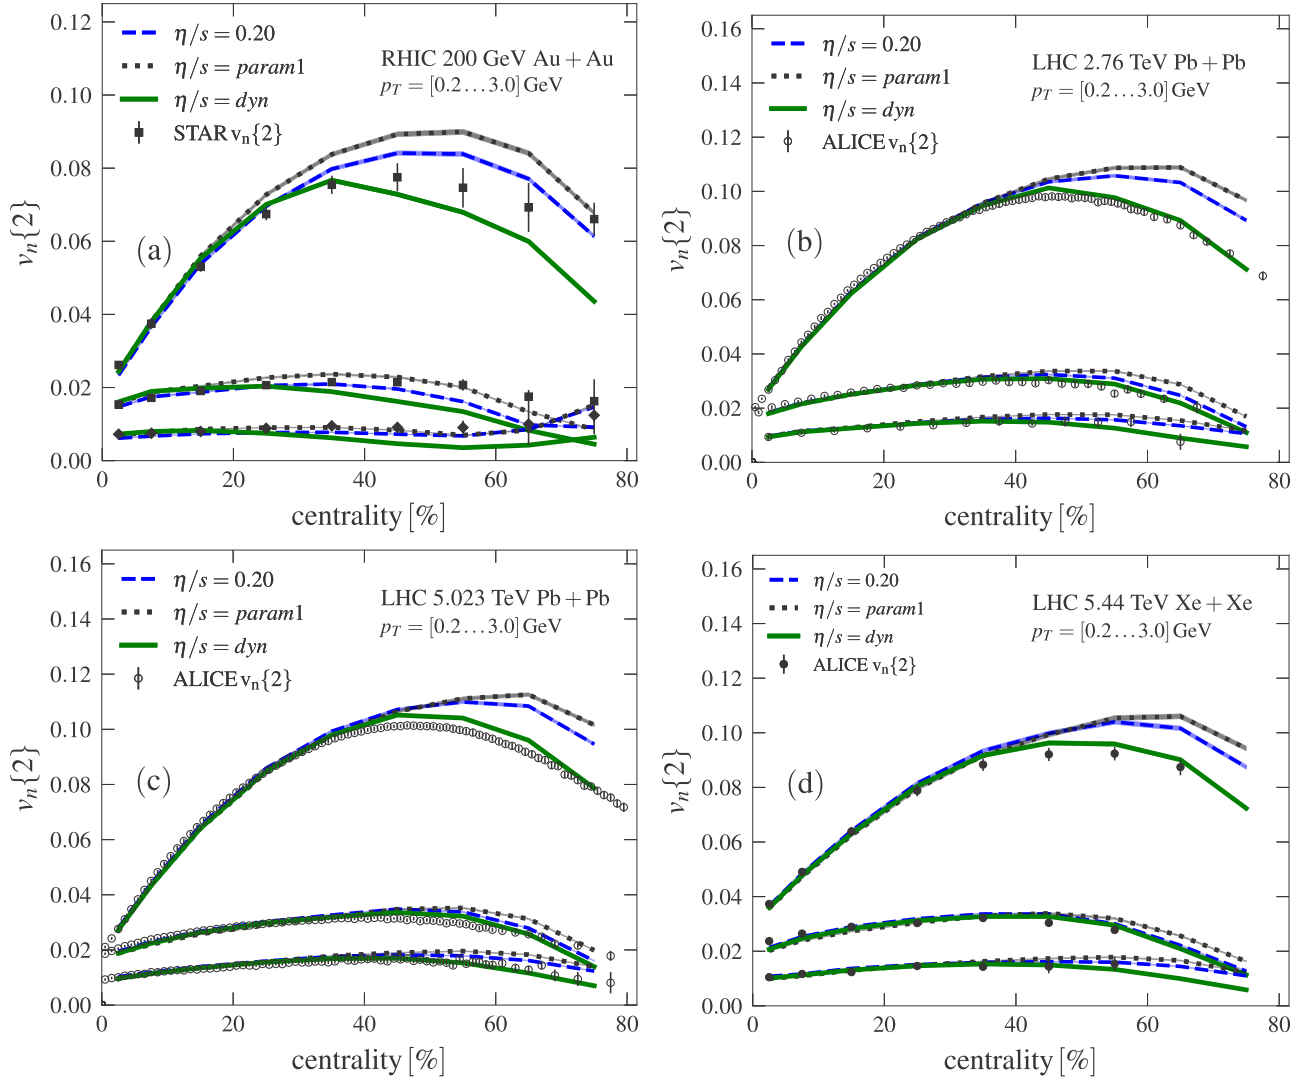 0.12
0.10
0.08
0.06
0.04
0.02
0.00
vₙ{2}
η/s = 0.20
η/s = param1
η/s = dyn
STAR vₙ{2}
RHIC 200 GeV Au + Au
p_T = [0.2...3.0] GeV
(a)
0 20 40 60 80
centrality [%]
0.16
0.14
0.12
0.10
0.08
0.06
0.04
0.02
0.00
vₙ{2}
η/s = 0.20
η/s = param1
η/s = dyn
ALICE vₙ{2}
LHC 2.76 TeV Pb + Pb
p_T = [0.2...3.0] GeV
(b)
0 20 40 60 80
centrality [%]
0.16
0.14
0.12
0.10
0.08
0.06
0.04
0.02
0.00
vₙ{2}
η/s = 0.20
η/s = param1
η/s = dyn
ALICE vₙ{2}
LHC 5.023 TeV Pb + Pb
p_T = [0.2...3.0] GeV
(c)
0 20 40 60 80
centrality [%]
0.16
0.14
0.12
0.10
0.08
0.06
0.04
0.02
0.00
vₙ{2}
η/s = 0.20
η/s = param1
η/s = dyn
ALICE vₙ{2}
LHC 5.44 TeV Xe + Xe
p_T = [0.2...3.0] GeV
(d)
0 20 40 60 80
centrality [%]